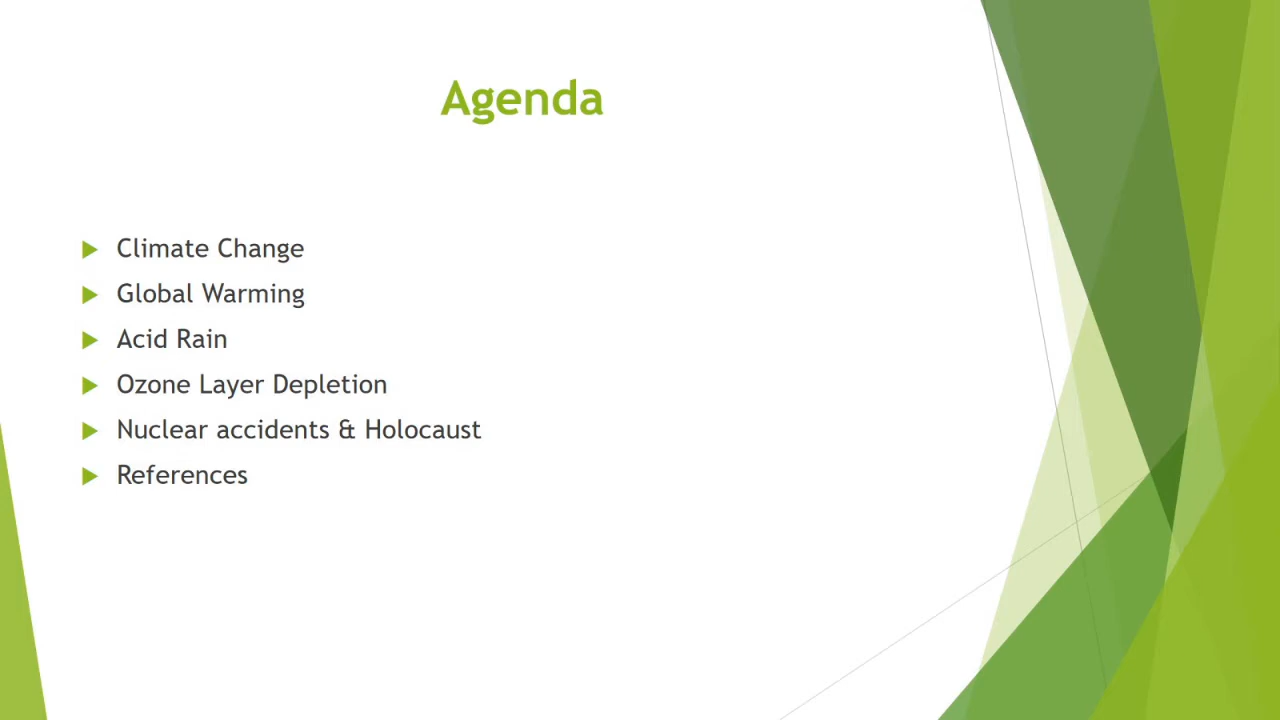 Agenda
Climate Change
Global Warming
Acid Rain
Ozone Layer Depletion
Nuclear accidents & Holocaust
References